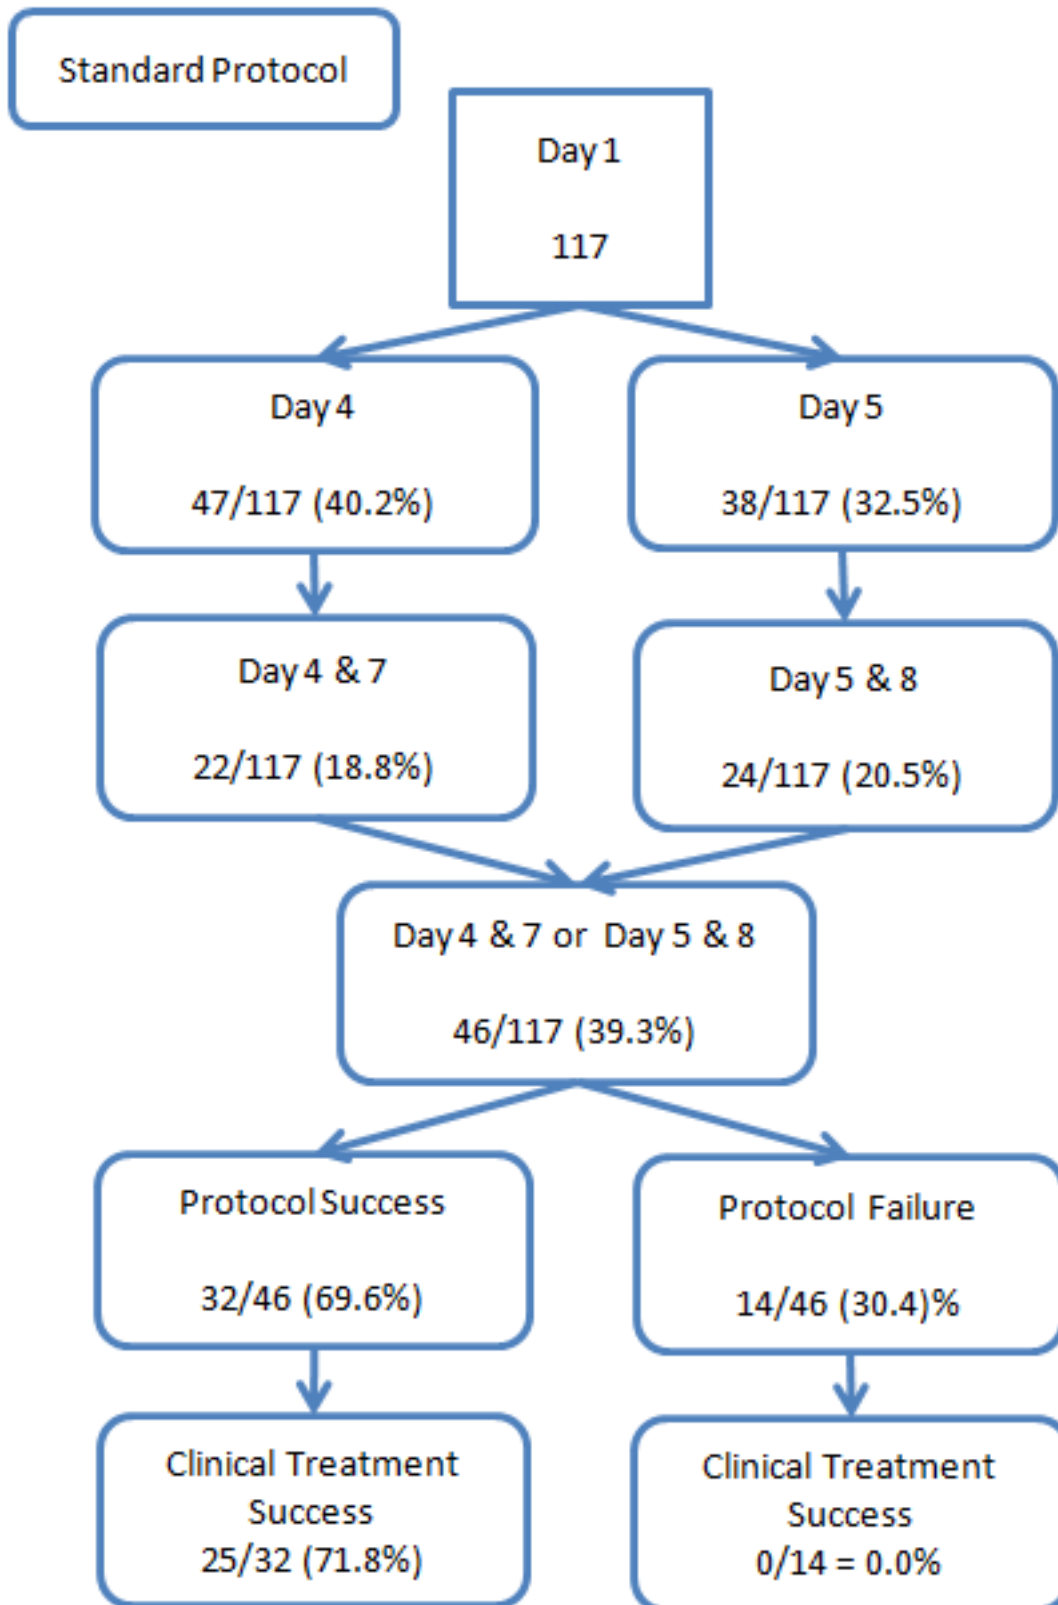 Standard Protocol
Day 1
117
Day 4
47/117 (40.2%)
Day 5
38/117 (32.5%)
Day 4 & 7
22/117 (18.8%)
Day 5 & 8
24/117 (20.5%)
Day 4 & 7 or Day 5 & 8
46/117 (39.3%)
Protocol Success
32/46 (69.6%)
Protocol Failure
14/46 (30.4)%
Clinical Treatment
Success
25/32 (71.8%)
Clinical Treatment
Success
0/14 = 0.0%